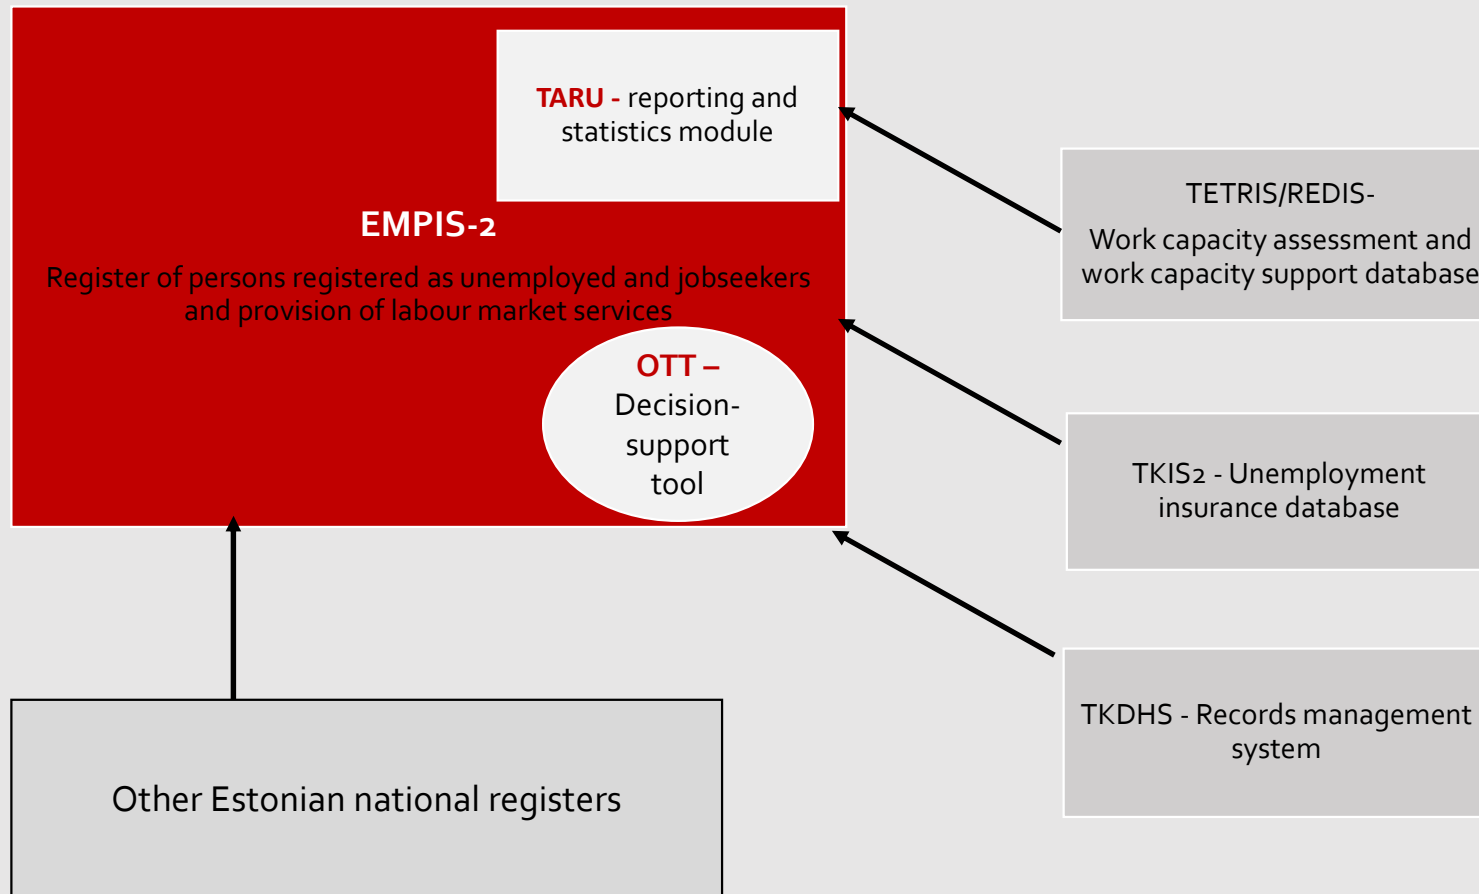 TARU - reporting and
statistics module
EMPIS-2
Register of persons registered as unemployed and jobseekers
and provision of labour market services
OTT –
Decision-
support
tool
TETRIS/REDIS-
Work capacity assessment and
work capacity support database
TKIS2 - Unemployment
insurance database
TKDHS - Records management
system
Other Estonian national registers